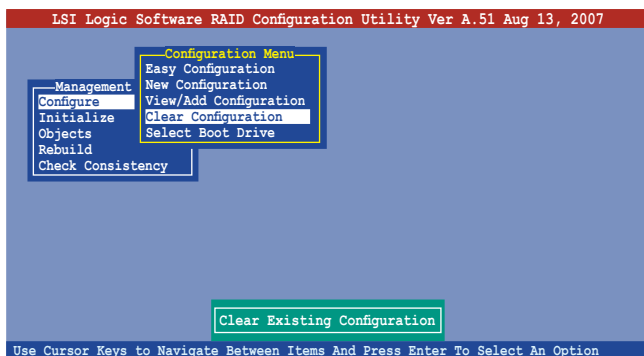 LSI Logic Software RAID Configuration Utility Ver A.51 Aug 13, 2007
Management
Configure
Initialize
Objects
Rebuild
Check Consistency
Configuration Menu
Easy Configuration
New Configuration
View/Add Configuration
Clear Configuration
Select Boot Drive
Clear Existing Configuration
Use Cursor Keys to Navigate Between Items And Press Enter To Select An Option